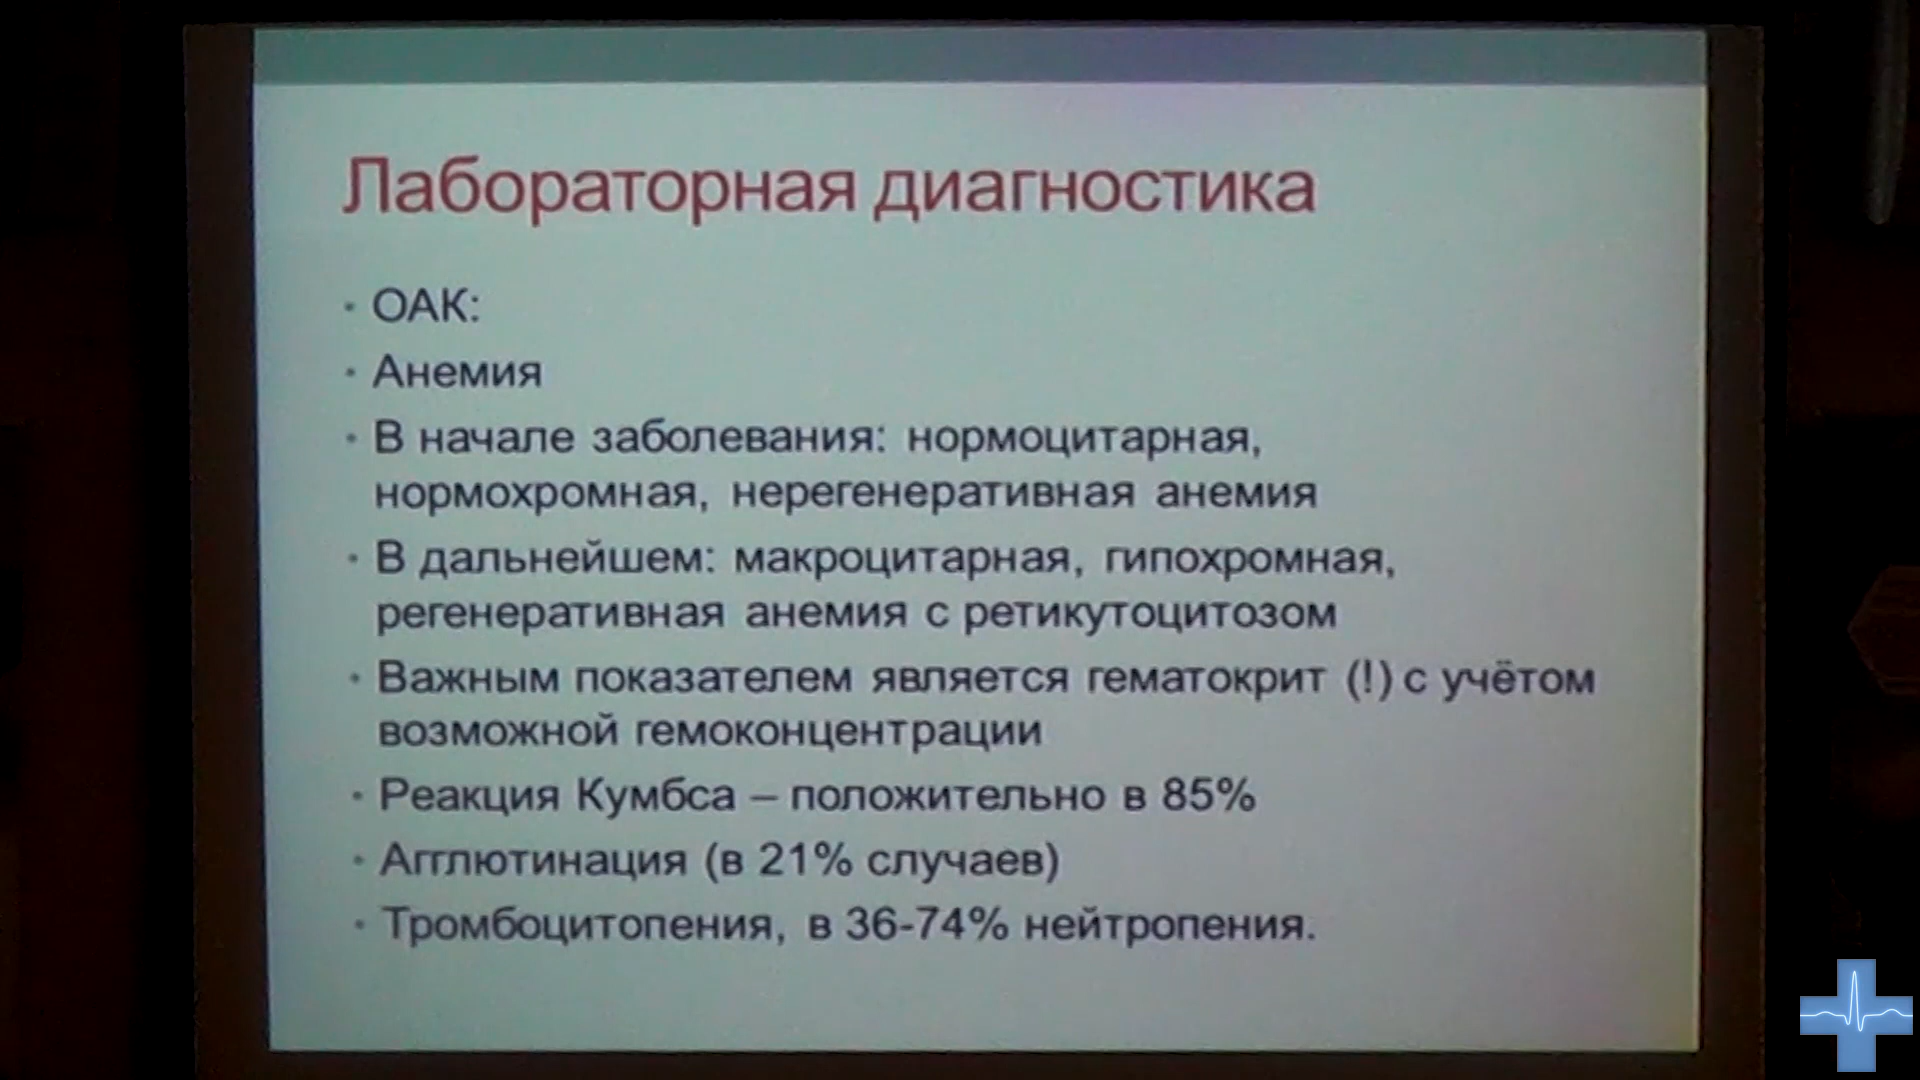 Лабораторная диагностика
• ОАК:
• Анемия
• В начале заболевания: нормоцитарная,
нормохромная, нерегенеративная анемия
• В дальнейшем: макроцитарная, гипохромная,
регенеративная анемия с ретикутоцитозом
• Важным показателем является гематокрит (!) с учётом
возможной гемоконцентрации
• Реакция Кумбса – положительно в 85%
• Агглютинация (в 21% случаев)
• Тромбоцитопения, в 36-74% нейтропения.